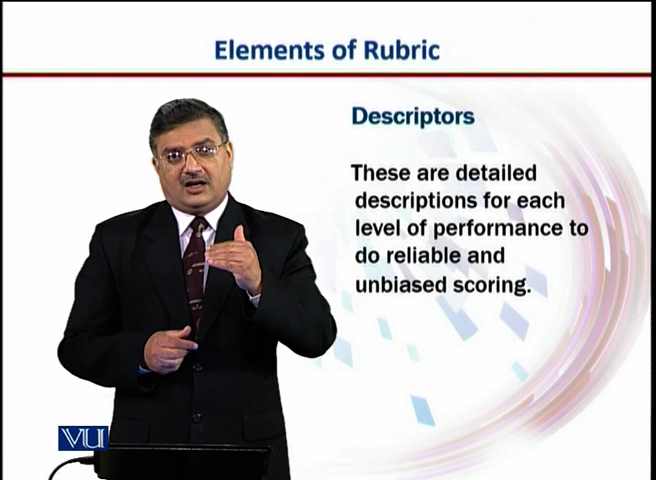 Elements of Rubric
Descriptors
These are detailed
descriptions for each
level of performance to
do reliable and
unbiased scoring.
VU